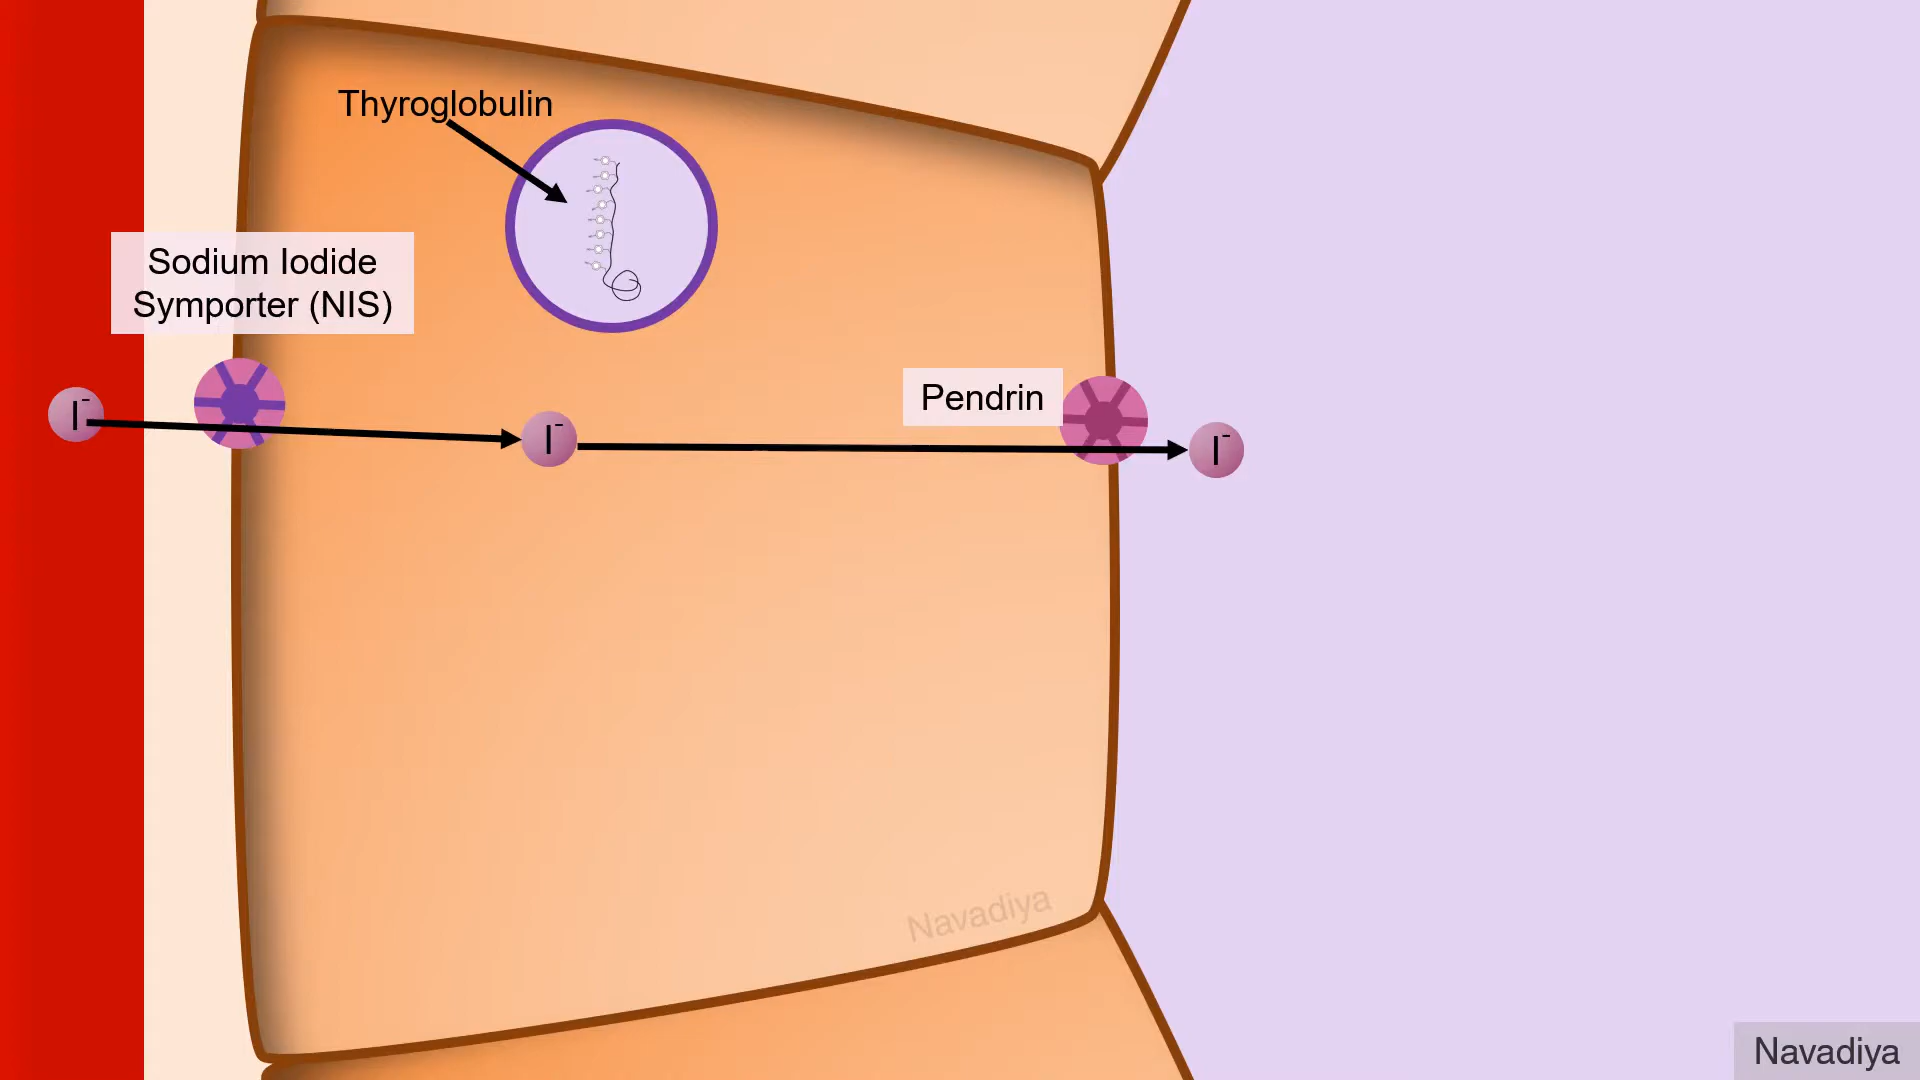 Thyroglobulin
Sodium Iodide
Symporter (NIS)
Pendrin
I-
I-
I-
Navadiya
Navadiya